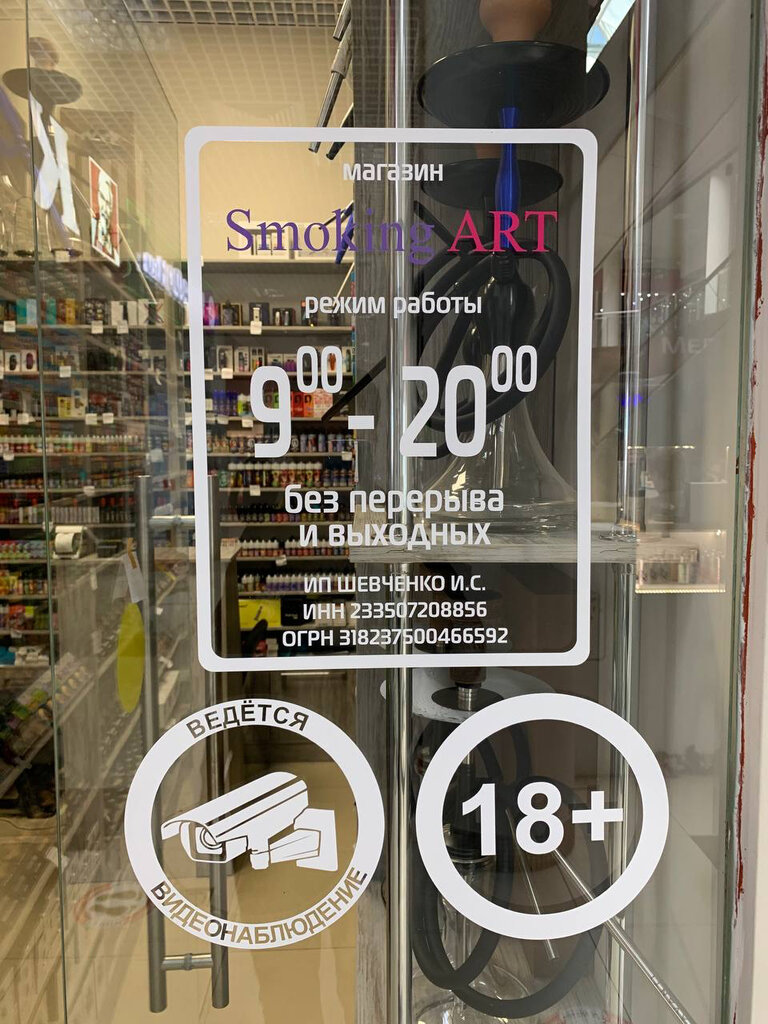 магазин
Smoking ART
режим работы
9⁰⁰ - 20⁰⁰
без перерыва
и выходных
ИП ШЕВЧЕНКО И.С.
ИНН 233507208856
ОГРН 318237500466592
ВЕДЁТСЯ
ВИДЕОНАБЛЮДЕНИЕ
18+